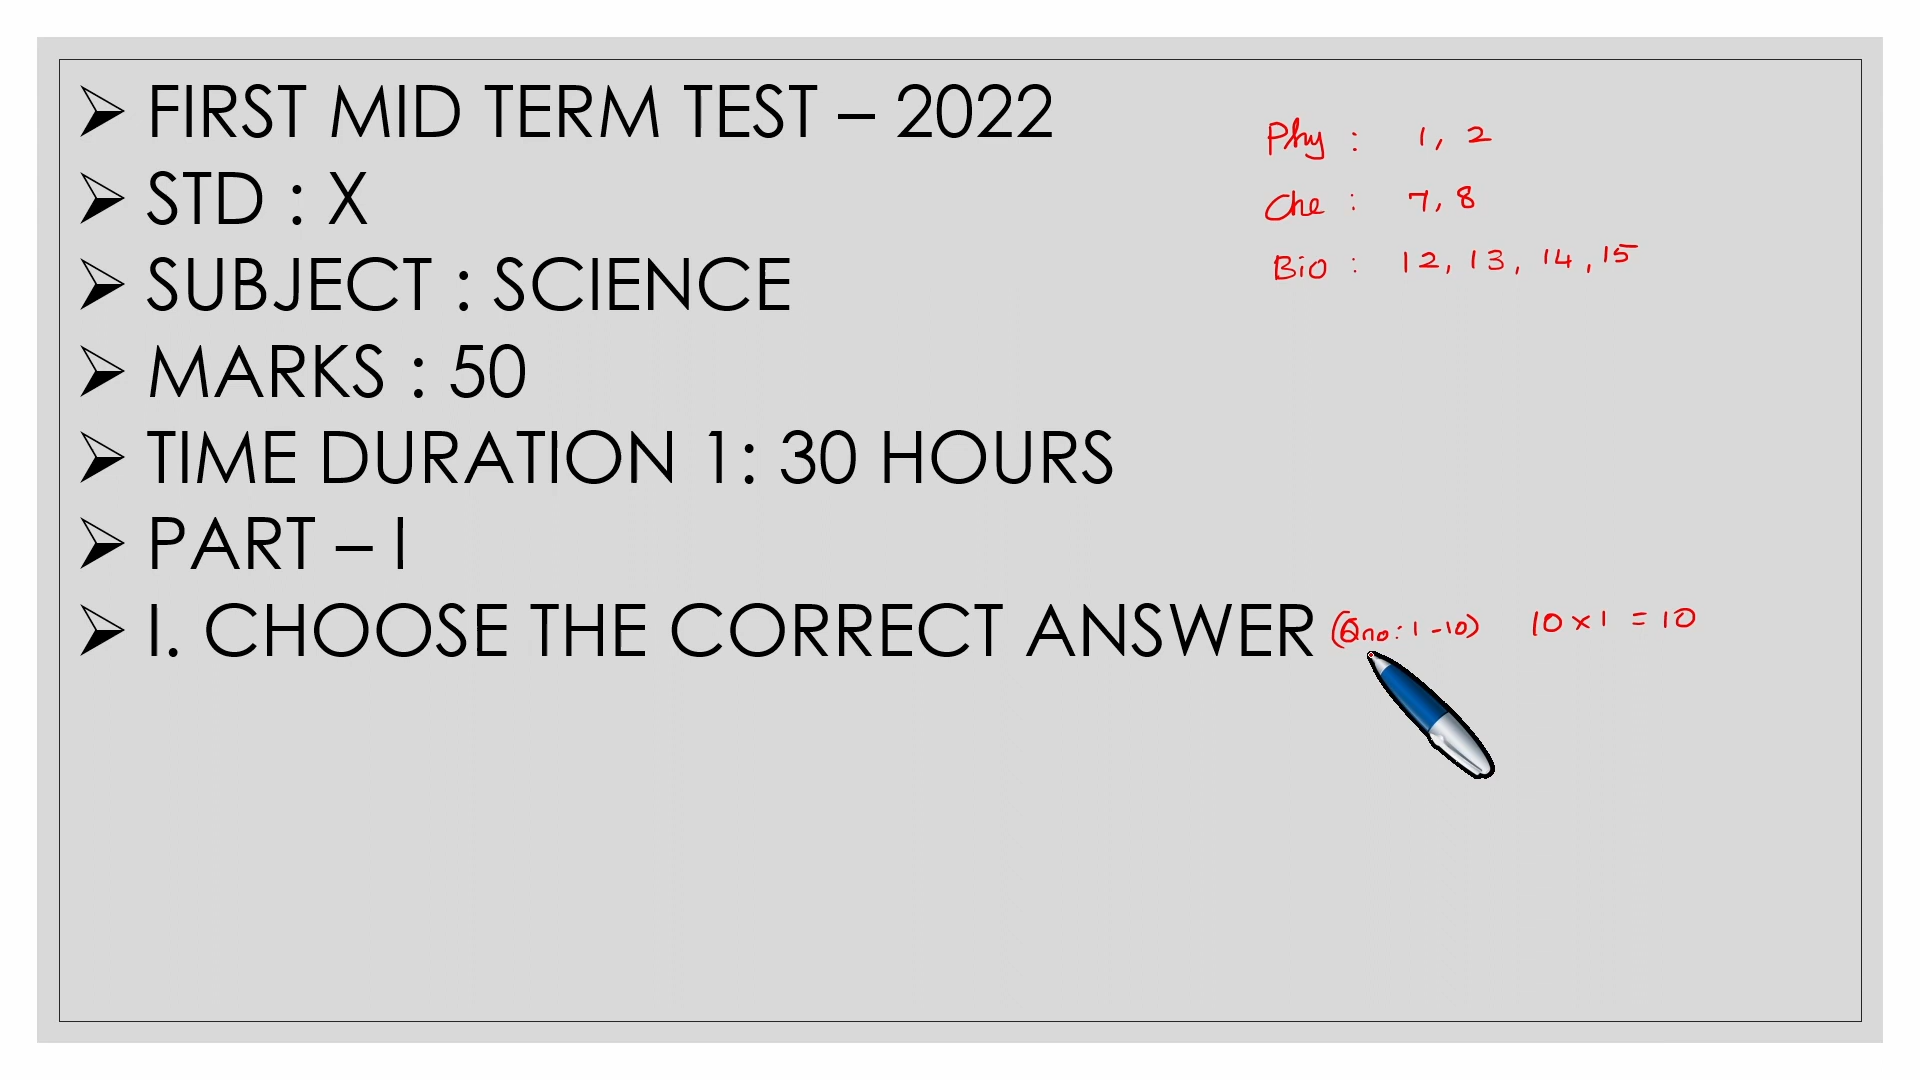 ➢ FIRST MID TERM TEST – 2022
Phy : 1, 2
➢ STD : X
Che : 7, 8
➢ SUBJECT : SCIENCE
Bio : 12, 13, 14, 15
➢ MARKS : 50
➢ TIME DURATION 1: 30 HOURS
➢ PART – I
➢ I. CHOOSE THE CORRECT ANSWER (Qno: 1 - 10) 10 x 1 = 10